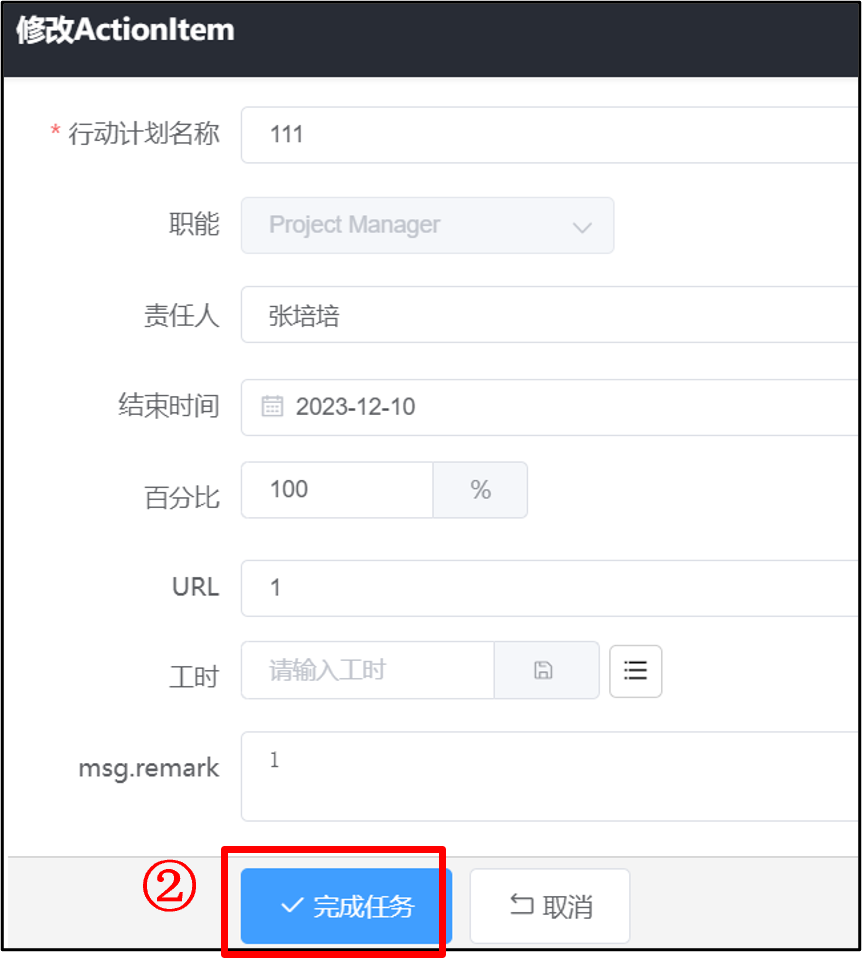 修改ActionItem
* 行动计划名称 111
职能 Project Manager
责任人 张培培
结束时间 2023-12-10
百分比 100 %
URL 1
工时 请输入工时
msg.remark 1
② 完成任务 取消